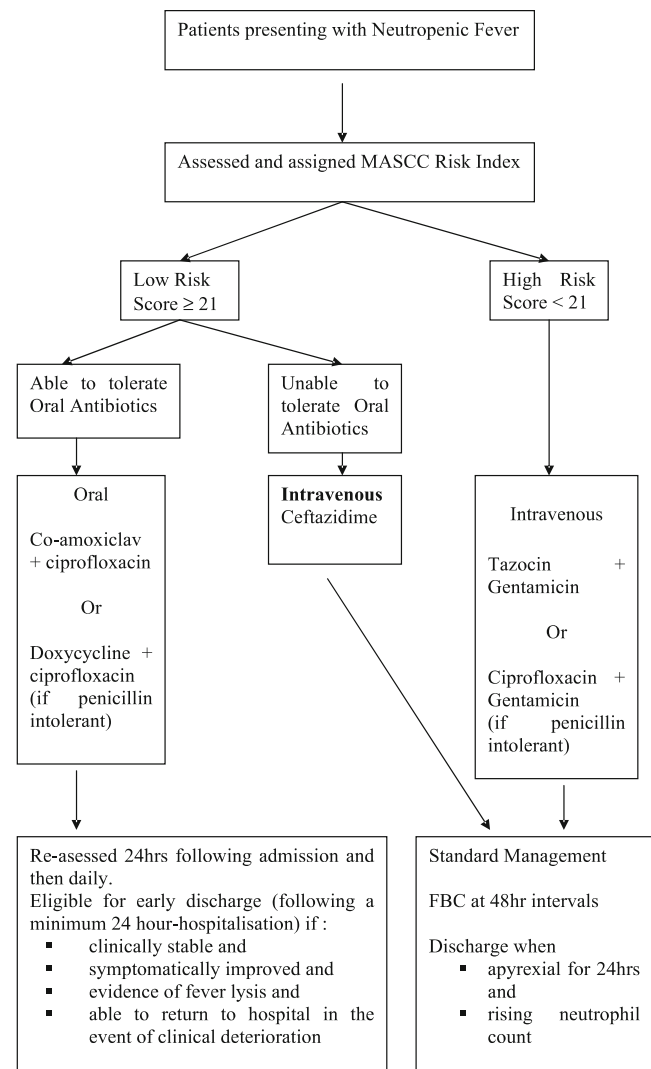 Patients presenting with Neutropenic Fever
Assessed and assigned MASCC Risk Index
Low Risk
Score ≥ 21
High Risk
Score < 21
Able to tolerate
Oral Antibiotics
Unable to
tolerate Oral
Antibiotics
Oral
Co-amoxiclav
+ ciprofloxacin
Or
Doxycycline +
ciprofloxacin
(if penicillin
intolerant)
Intravenous
Ceftazidime
Intravenous
Tazocin +
Gentamicin
Or
Ciprofloxacin +
Gentamicin
(if penicillin
intolerant)
Re-asessed 24hrs following admission and
then daily.
Eligible for early discharge (following a
minimum 24 hour-hospitalisation) if :
▪ clinically stable and
▪ symptomatically improved and
▪ evidence of fever lysis and
▪ able to return to hospital in the
event of clinical deterioration
Standard Management
FBC at 48hr intervals
Discharge when
▪ apyrexial for 24hrs
and
▪ rising neutrophil
count